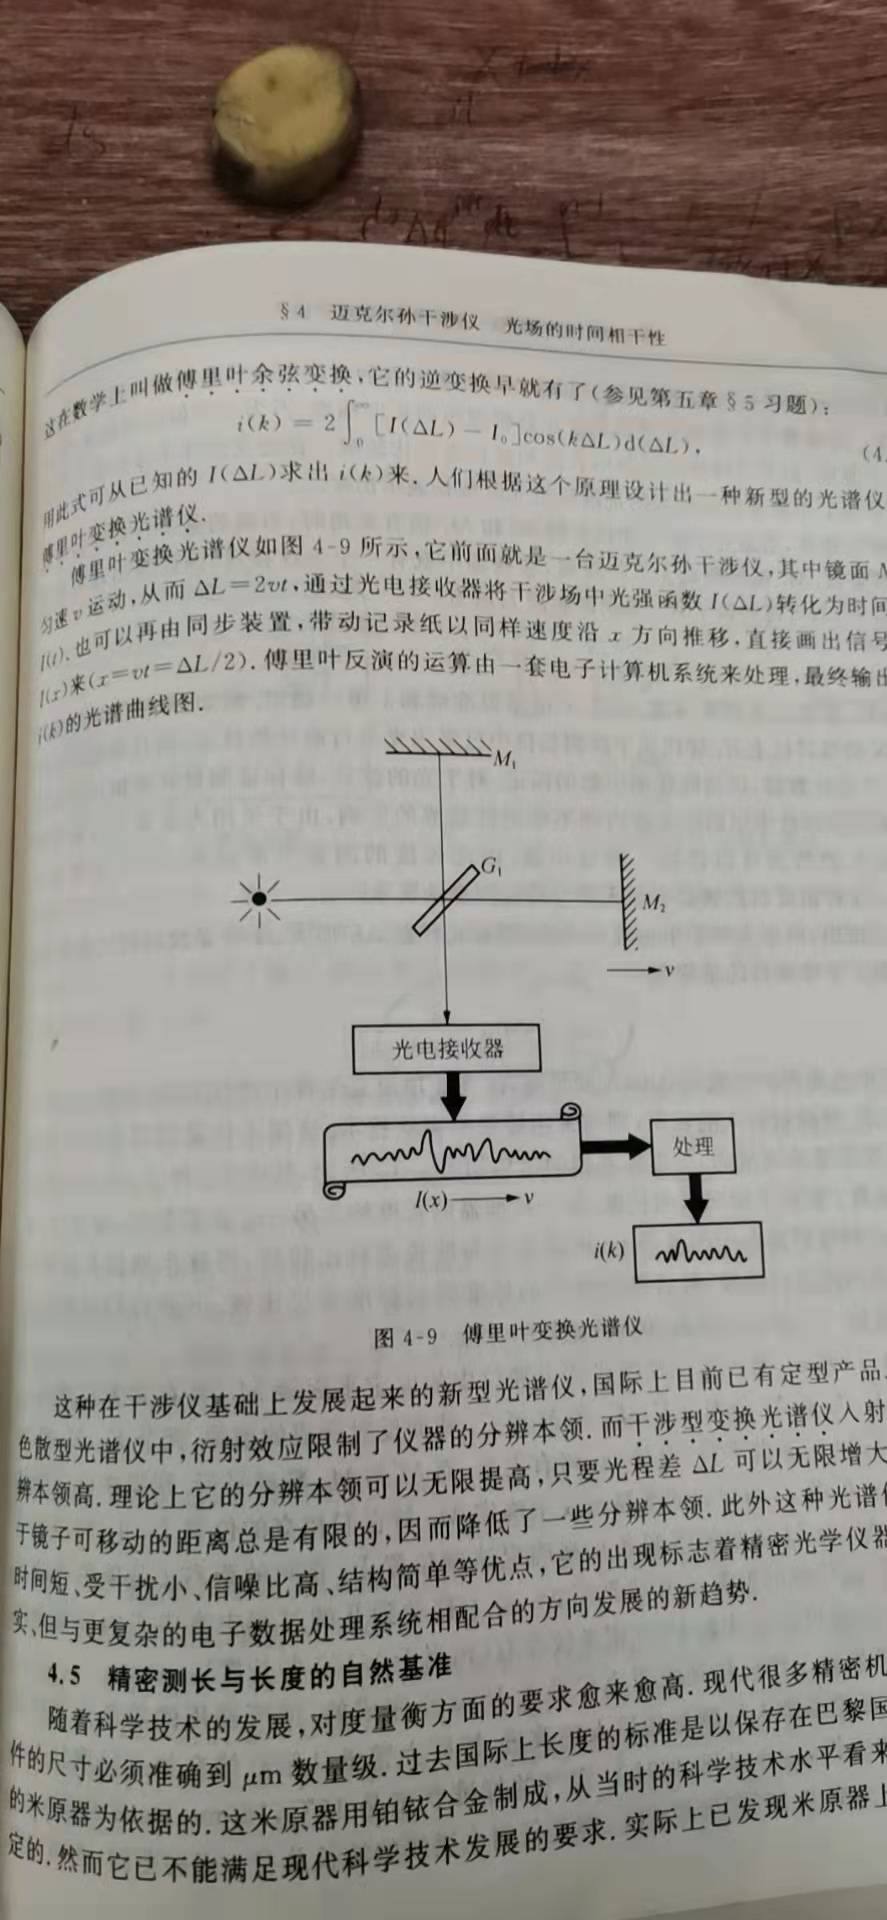 §4 迈克尔孙干涉仪 光场的时间相干性
这在数学上叫做傅里叶余弦变换,它的逆变换早就有了(参见第五章§5习题):
i(k) = 2∫₀^∞ [I(ΔL) − I₀]cos(kΔL)d(ΔL), (4.
用此式可从已知的 I(ΔL)求出 i(k)来. 人们根据这个原理设计出一种新型的光谱仪
傅里叶变换光谱仪.
傅里叶变换光谱仪如图 4-9 所示,它前面就是一台迈克尔孙干涉仪,其中镜面 M
匀速 v 运动,从而 ΔL=2vt,通过光电接收器将干涉场中光强函数 I(ΔL)转化为时间
I(t). 也可以再由同步装置,带动记录纸以同样速度沿 x 方向推移,直接画出信号
I(x)来(x=vt=ΔL/2). 傅里叶反演的运算由一套电子计算机系统来处理,最终输出
i(k)的光谱曲线图.
M₁
G₁
M₂
v
光电接收器
处理
I(x) v
i(k)
图 4-9 傅里叶变换光谱仪
这种在干涉仪基础上发展起来的新型光谱仪,国际上目前已有定型产品.
色散型光谱仪中,衍射效应限制了仪器的分辨本领. 而干涉型变换光谱仪入射
辨本领高. 理论上它的分辨本领可以无限提高,只要光程差 ΔL 可以无限增大
于镜子可移动的距离总是有限的,因而降低了一些分辨本领. 此外这种光谱仪
时间短、受干扰小、信噪比高、结构简单等优点,它的出现标志着精密光学仪器
实、但与更复杂的电子数据处理系统相配合的方向发展的新趋势.
4.5 精密测长与长度的自然基准
随着科学技术的发展,对度量衡方面的要求愈来愈高. 现代很多精密机
件的尺寸必须准确到 μm 数量级. 过去国际上长度的标准是以保存在巴黎国
的米原器为依据的. 这米原器用铂铱合金制成,从当时的科学技术水平看来
定的. 然而它已不能满足现代科学技术发展的要求. 实际上已发现米原器上